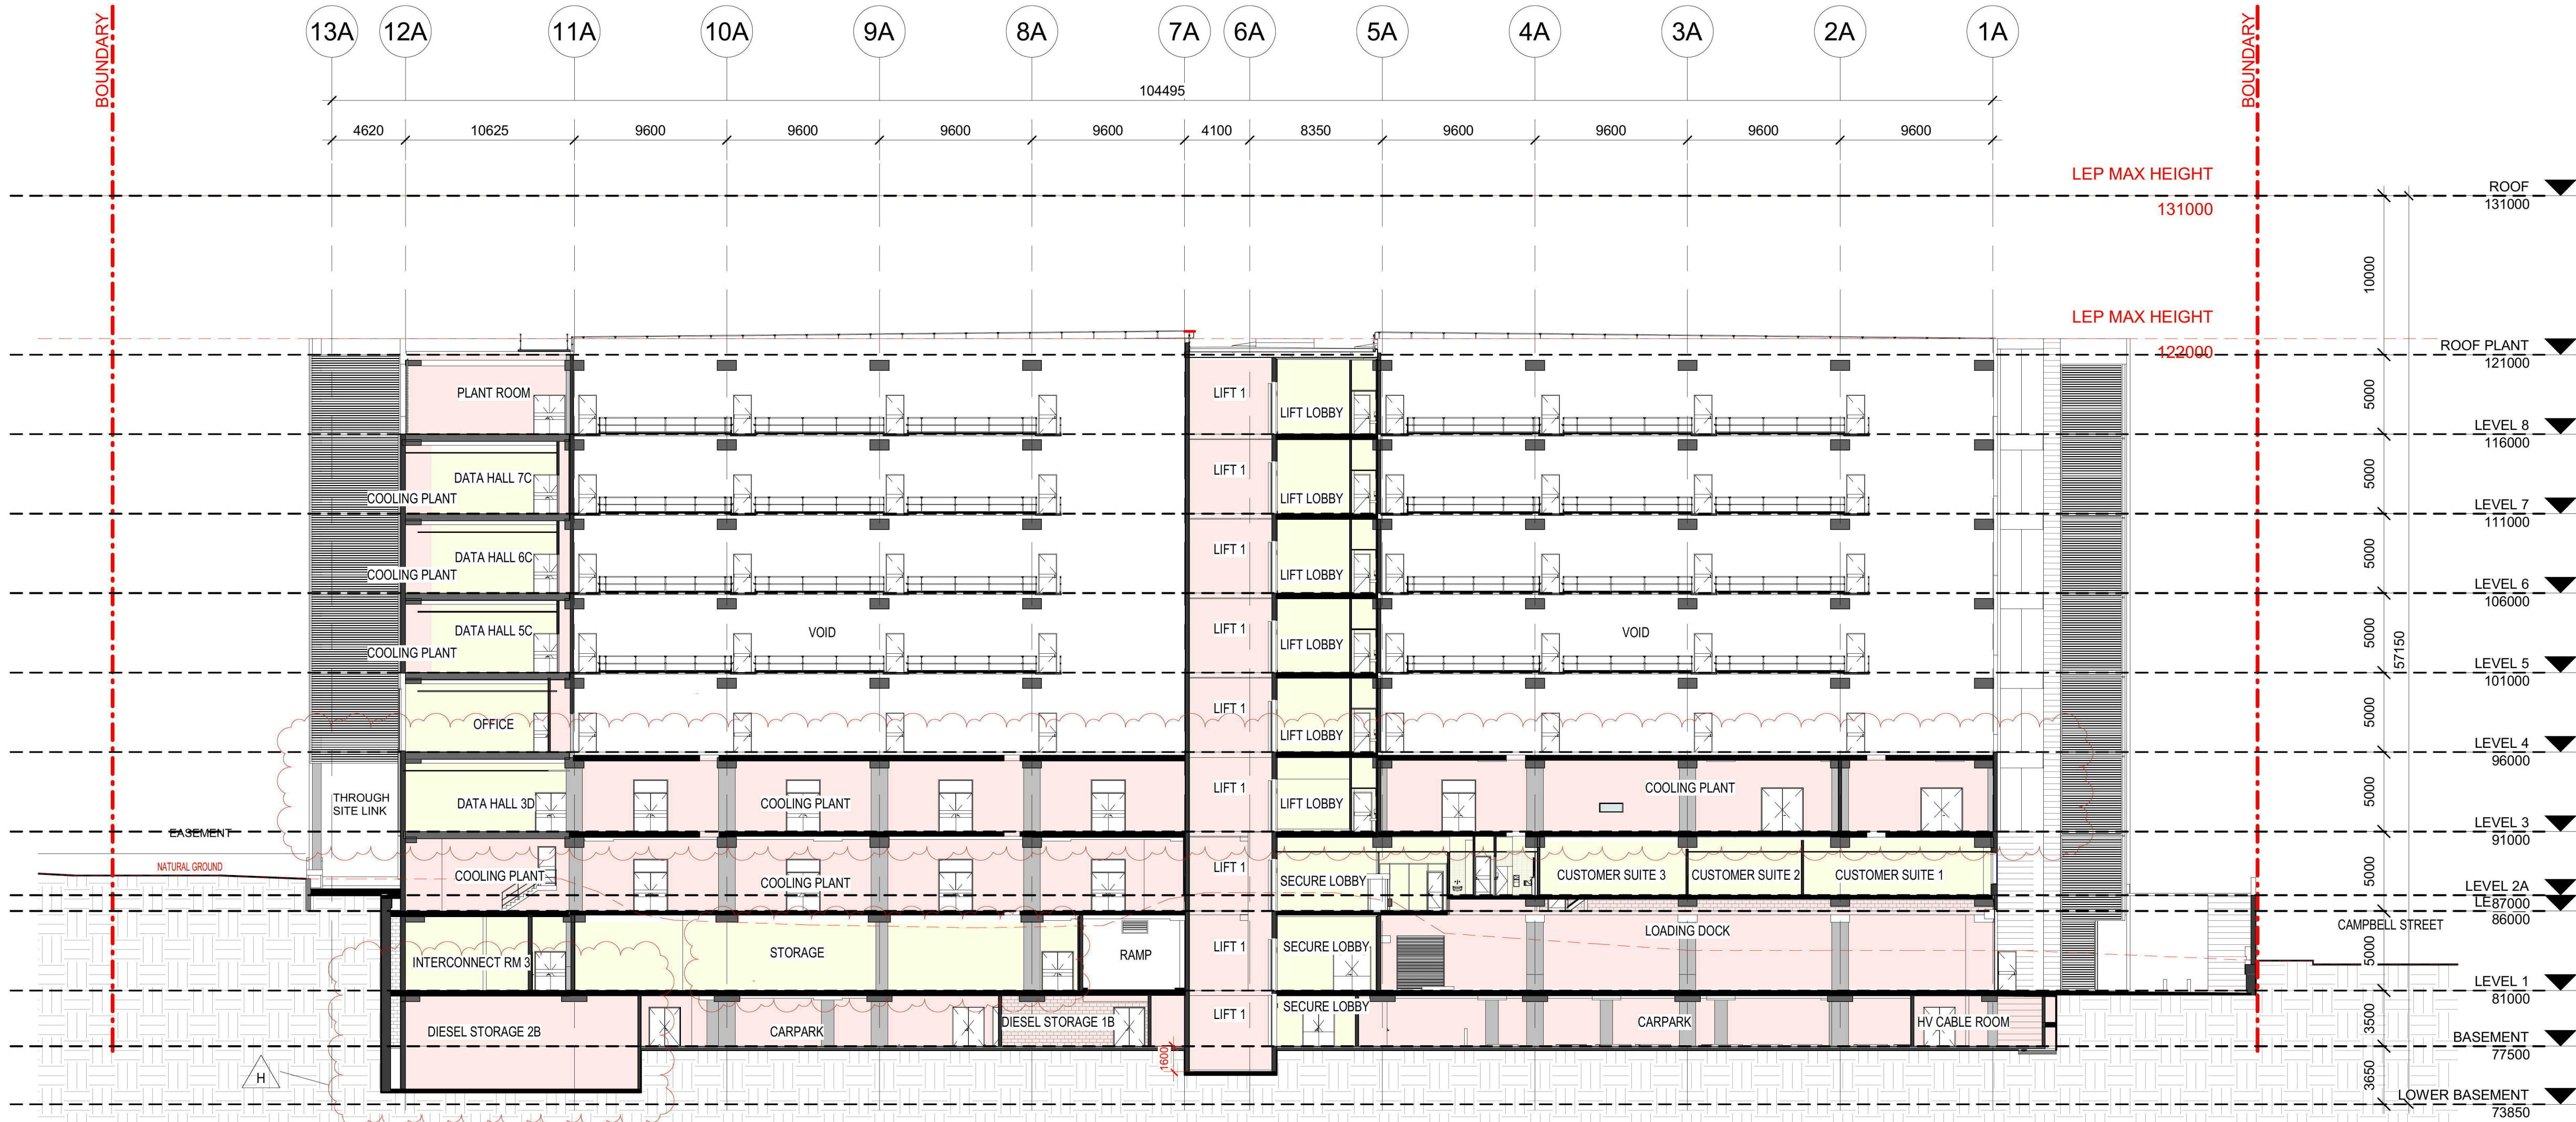 BOUNDARY
13A 12A 11A 10A 9A 8A 7A 6A 5A 4A 3A 2A 1A
BOUNDARY
104495
4620 10625 9600 9600 9600 9600 4100 8350 9600 9600 9600 9600
LEP MAX HEIGHT
131000
ROOF
131000
10000
LEP MAX HEIGHT
122000
ROOF PLANT
121000
PLANT ROOM
LIFT 1
LIFT LOBBY
5000
LEVEL 8
116000
DATA HALL 7C
COOLING PLANT
LIFT 1
LIFT LOBBY
5000
LEVEL 7
111000
DATA HALL 6C
COOLING PLANT
LIFT 1
LIFT LOBBY
5000
LEVEL 6
106000
DATA HALL 5C
COOLING PLANT
VOID
LIFT 1
LIFT LOBBY
VOID
5000
57150
LEVEL 5
101000
OFFICE
LIFT 1
LIFT LOBBY
5000
LEVEL 4
96000
THROUGH
SITE LINK
DATA HALL 3D
COOLING PLANT
LIFT 1
LIFT LOBBY
COOLING PLANT
5000
LEVEL 3
91000
EASEMENT
NATURAL GROUND
COOLING PLANT
COOLING PLANT
LIFT 1
SECURE LOBBY
CUSTOMER SUITE 3
CUSTOMER SUITE 2
CUSTOMER SUITE 1
5000
LEVEL 2A
LE87000
86000
CAMPBELL STREET
INTERCONNECT RM 3
STORAGE
RAMP
LIFT 1
SECURE LOBBY
LOADING DOCK
5000
LEVEL 1
81000
DIESEL STORAGE 2B
CARPARK
DIESEL STORAGE 1B
LIFT 1
SECURE LOBBY
CARPARK
HV CABLE ROOM
3500
BASEMENT
77500
1600
H
3650
LOWER BASEMENT
73850